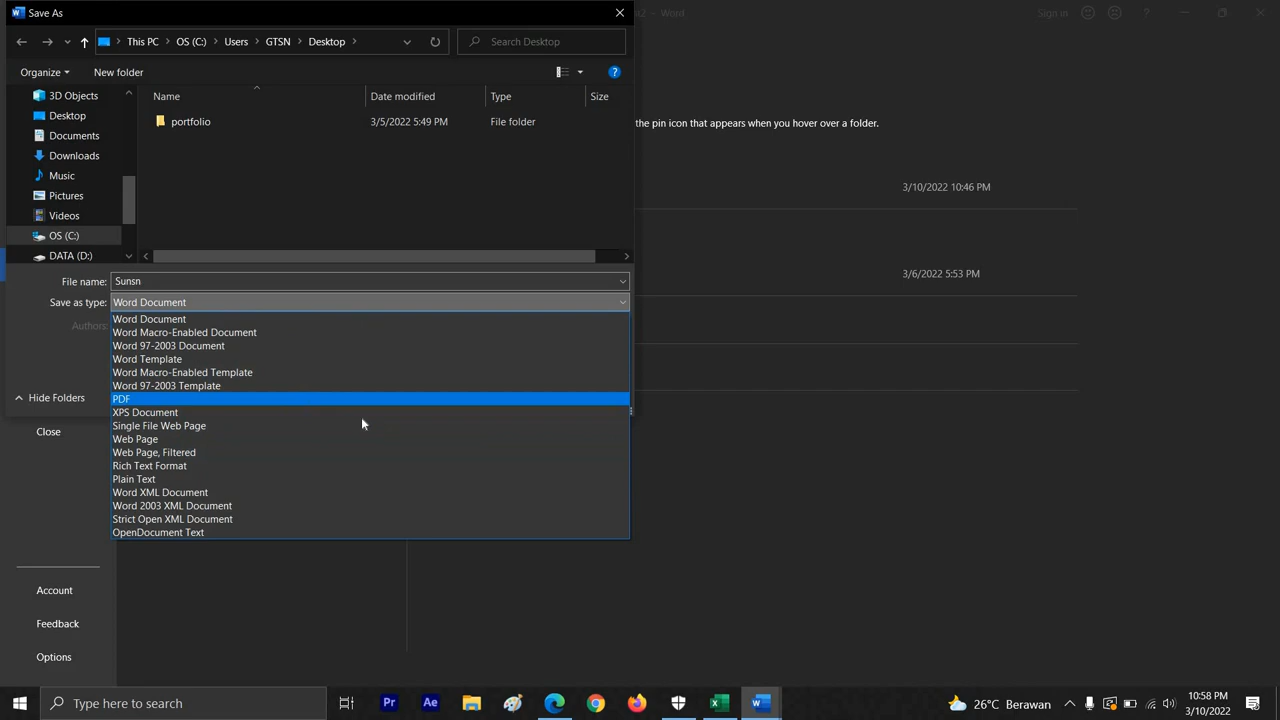 Save As
m2 – Word
Sign in
This PC
OS (C:)
Users
GTSN
Desktop
Search Desktop
Organize
New folder
3D Objects
Desktop
Documents
Downloads
Music
Pictures
Videos
OS (C:)
DATA (D:)
Name
Date modified
Type
Size
portfolio
3/5/2022 5:49 PM
File folder
the pin icon that appears when you hover over a folder.
3/10/2022 10:46 PM
3/6/2022 5:53 PM
File name:
Sunsn
Save as type:
Word Document
Authors:
Word Document
Word Macro-Enabled Document
Word 97-2003 Document
Word Template
Word Macro-Enabled Template
Word 97-2003 Template
PDF
XPS Document
Single File Web Page
Web Page
Web Page, Filtered
Rich Text Format
Plain Text
Word XML Document
Word 2003 XML Document
Strict Open XML Document
OpenDocument Text
Hide Folders
Close
Account
Feedback
Options
Type here to search
Pr
Ae
26°C Berawan
10:58 PM
3/10/2022